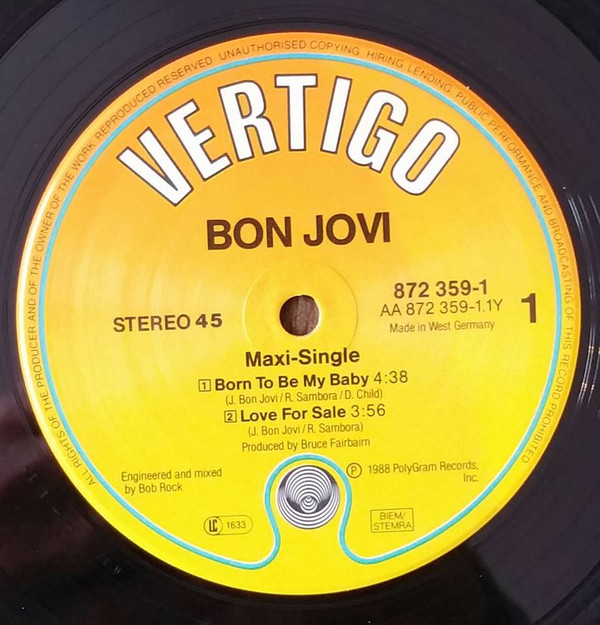 ALL RIGHTS OF THE PRODUCER AND OF THE OWNER OF THE WORK REPRODUCED RESERVED UNAUTHORISED COPYING HIRING LENDING PUBLIC PERFORMANCE AND BROADCASTING OF THIS RECORD PROHIBITED
VERTIGO
BON JOVI
STEREO 45
872 359-1
AA 872 359-1.1Y
Made in West Germany
1
Maxi-Single
1 Born To Be My Baby 4:38
(J. Bon Jovi / R. Sambora / D. Child)
2 Love For Sale 3:56
(J. Bon Jovi / R. Sambora)
Produced by Bruce Fairbairn
Engineered and mixed
by Bob Rock
Ⓟ 1988 PolyGram Records,
Inc.
LC 1633
BIEM/
STEMRA